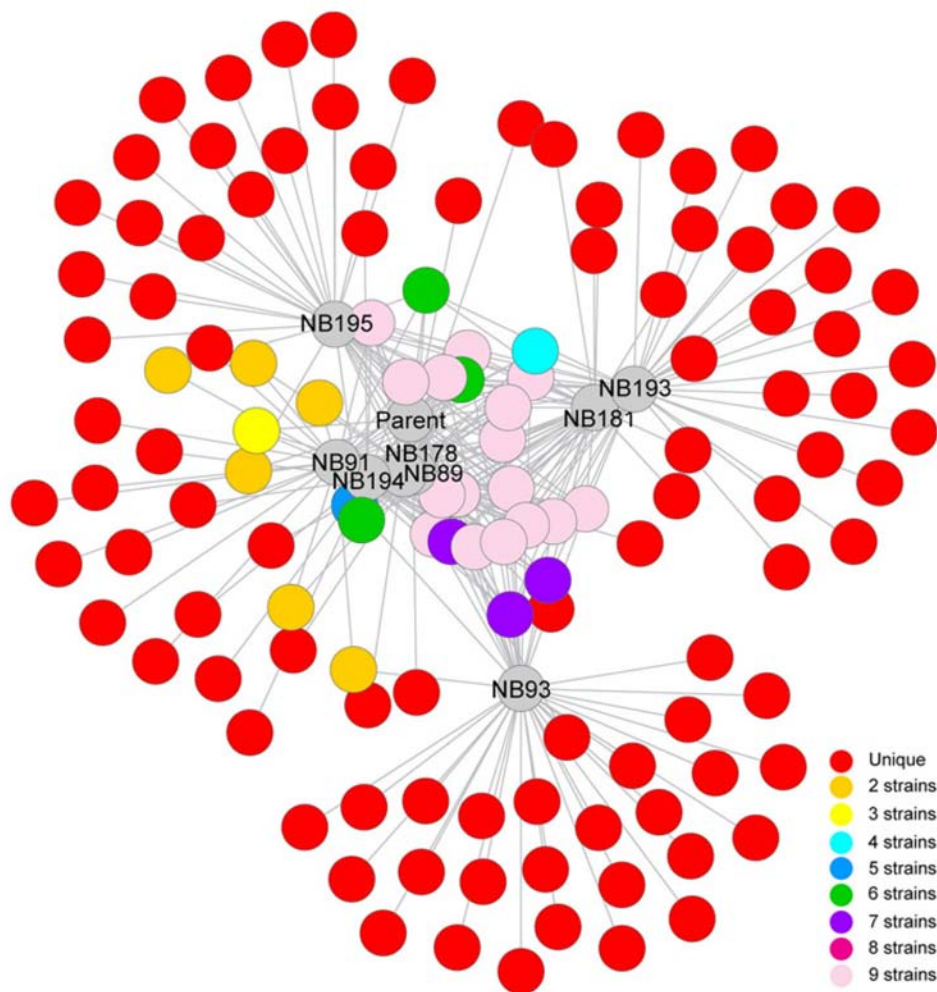 NB195
NB193
NB181
Parent
NB178
NB91
NB89
NB194
NB93
Unique
2 strains
3 strains
4 strains
5 strains
6 strains
7 strains
8 strains
9 strains